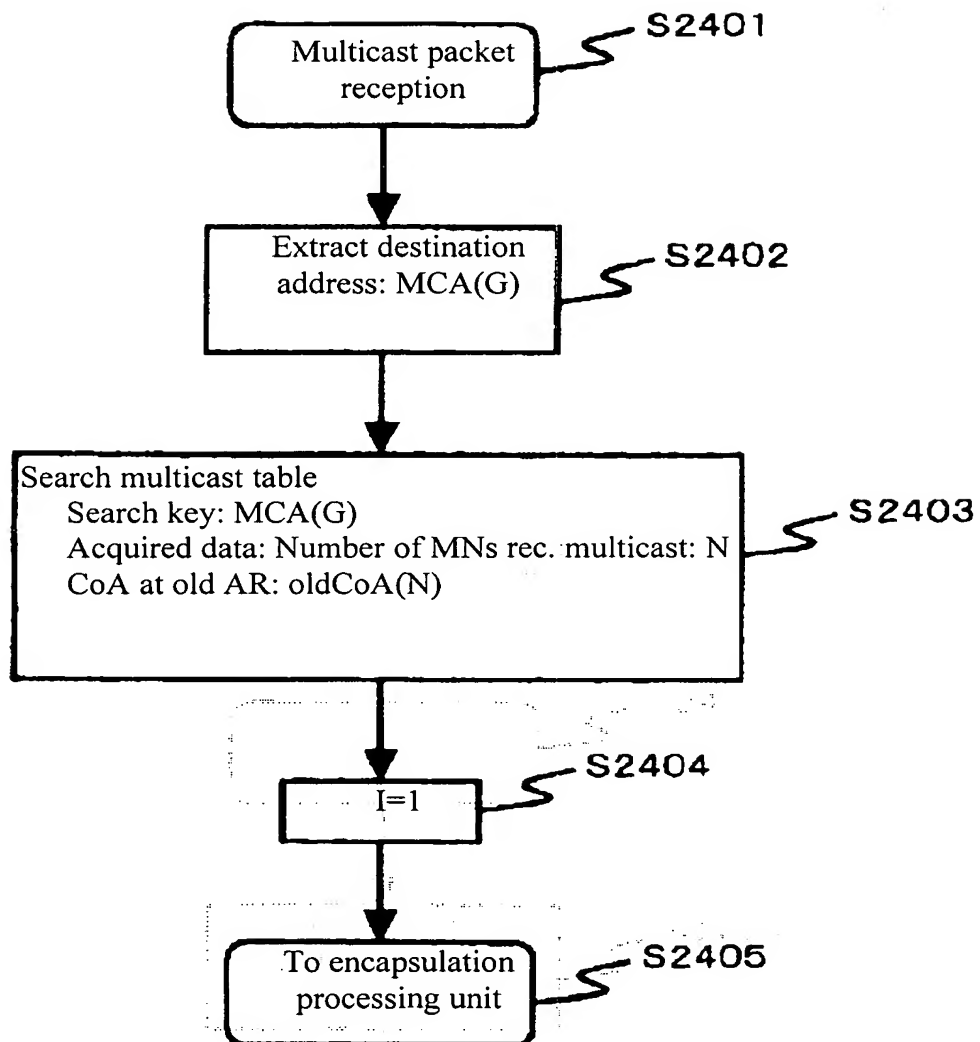 S2401
Multicast packet
reception
S2402
Extract destination
address: MCA(G)
S2403
Search multicast table
Search key: MCA(G)
Acquired data: Number of MNs rec. multicast: N
CoA at old AR: oldCoA(N)
S2404
I=1
S2405
To encapsulation
processing unit